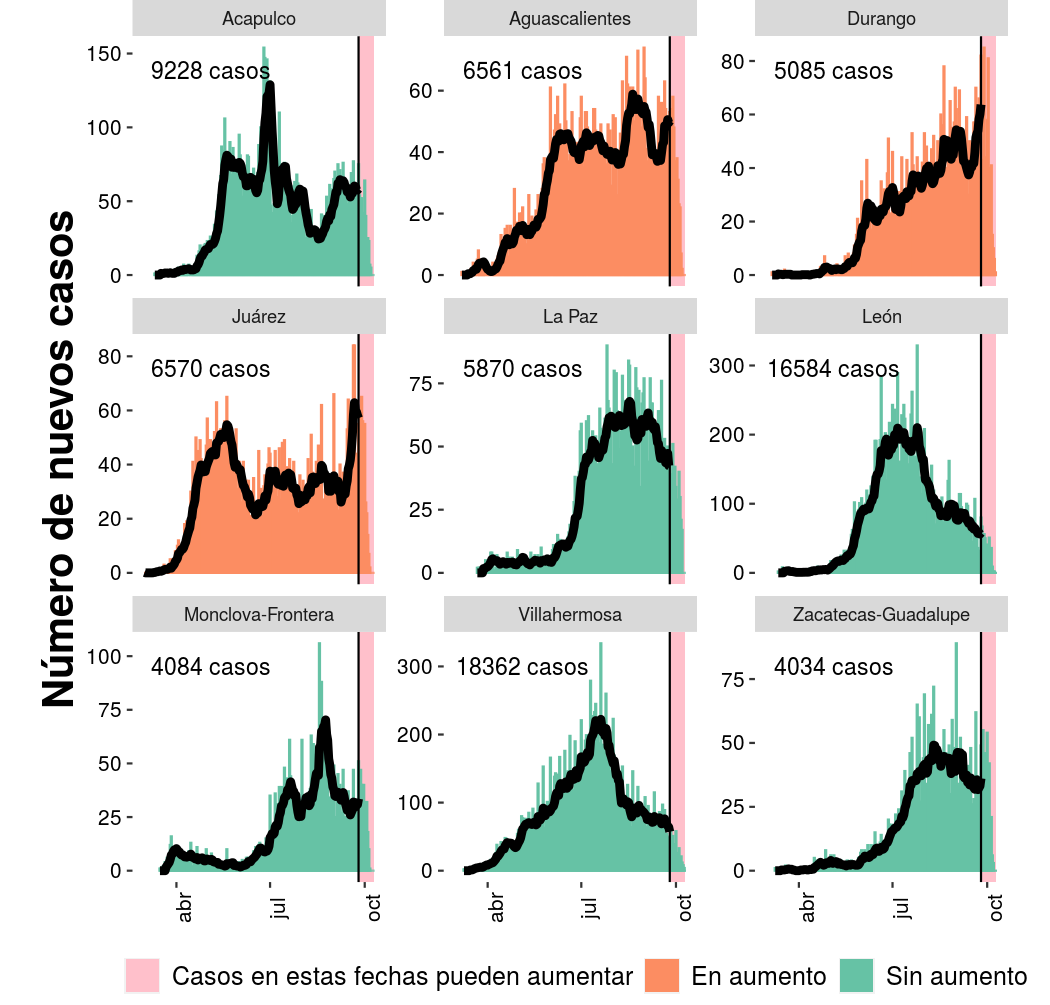 Número de nuevos casos
Acapulco
150
100
50
0
9228 casos
Aguascalientes
60
40
20
0
6561 casos
Durango
80
60
40
20
0
5085 casos
Juárez
80
60
40
20
0
6570 casos
La Paz
75
50
25
0
5870 casos
León
300
200
100
0
16584 casos
Monclova-Frontera
100
75
50
25
0
4084 casos
abr jul oct
Villahermosa
300
200
100
0
18362 casos
abr jul oct
Zacatecas-Guadalupe
75
50
25
0
4034 casos
abr jul oct
Casos en estas fechas pueden aumentar En aumento Sin aumento